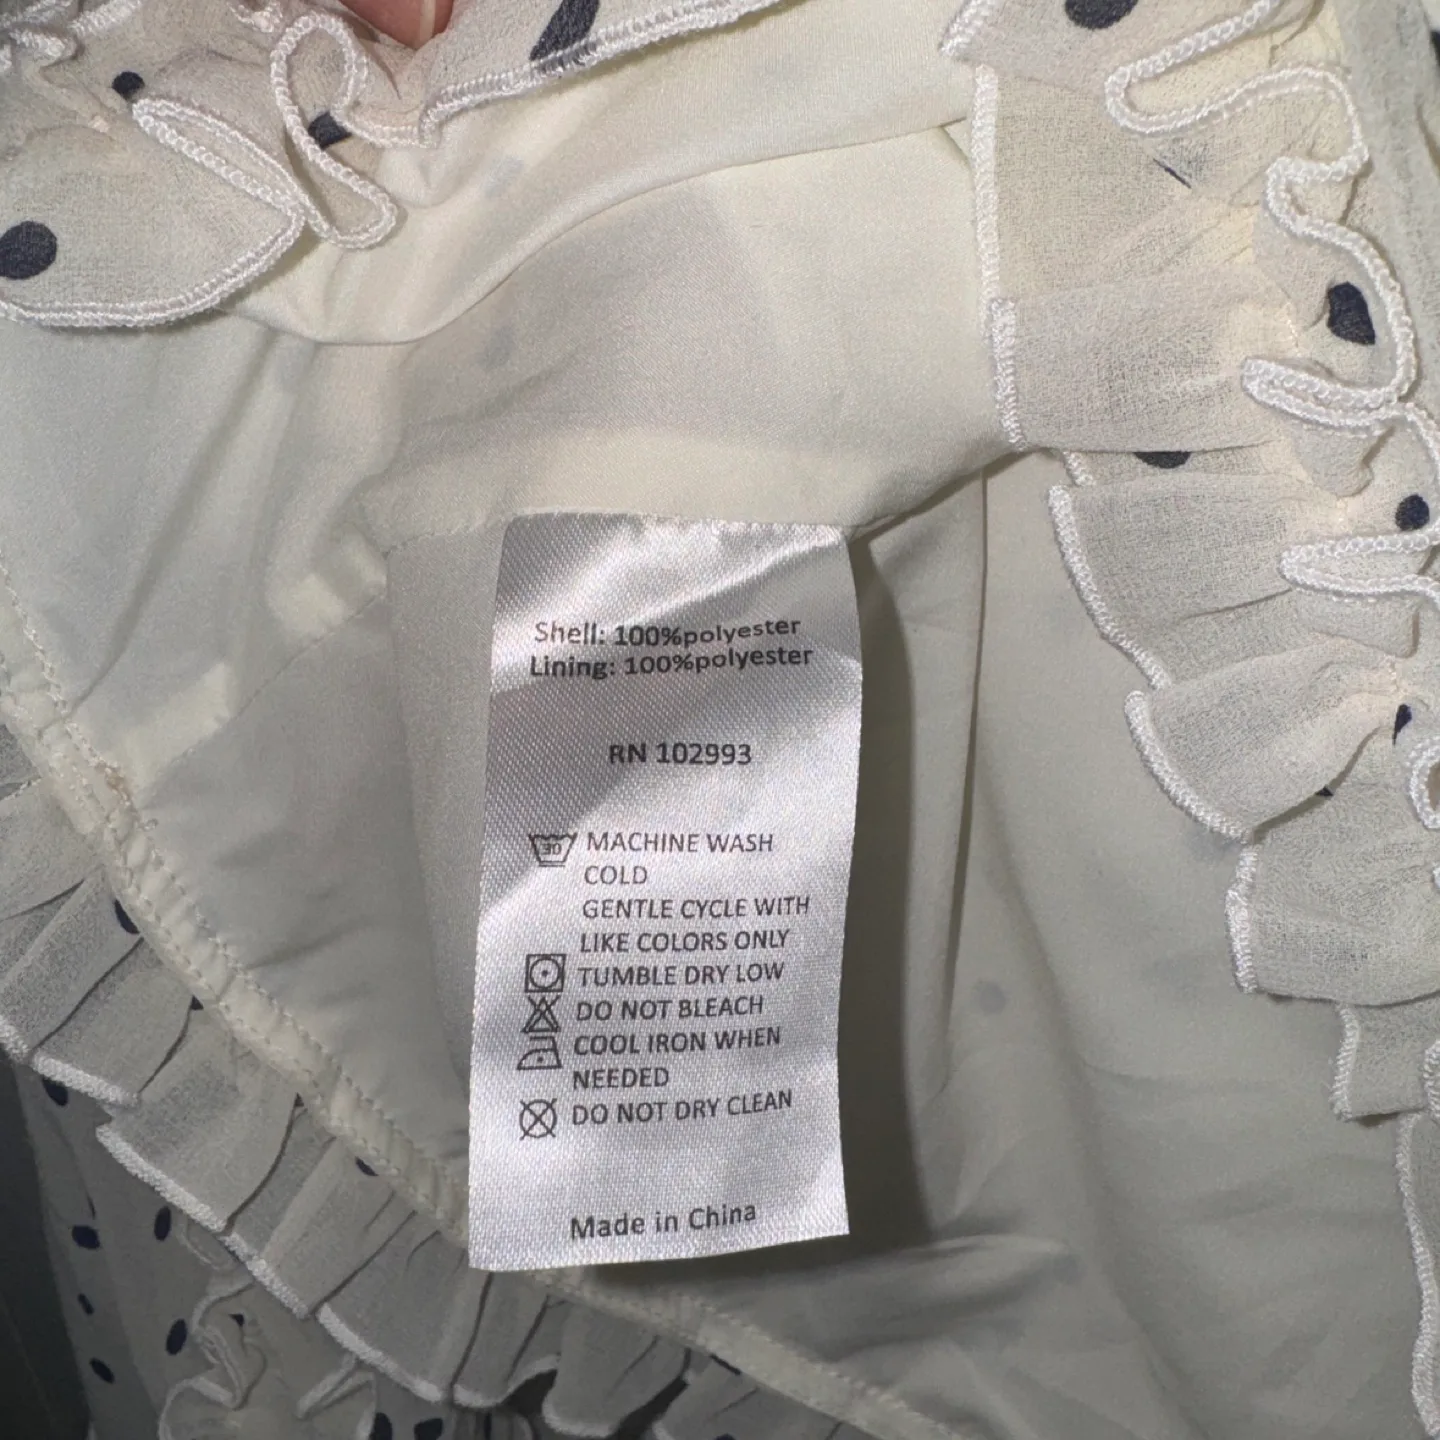 Shell: 100%polyester
Lining: 100%polyester
RN 102993
30 MACHINE WASH
COLD
GENTLE CYCLE WITH
LIKE COLORS ONLY
TUMBLE DRY LOW
DO NOT BLEACH
COOL IRON WHEN
NEEDED
DO NOT DRY CLEAN
Made in China